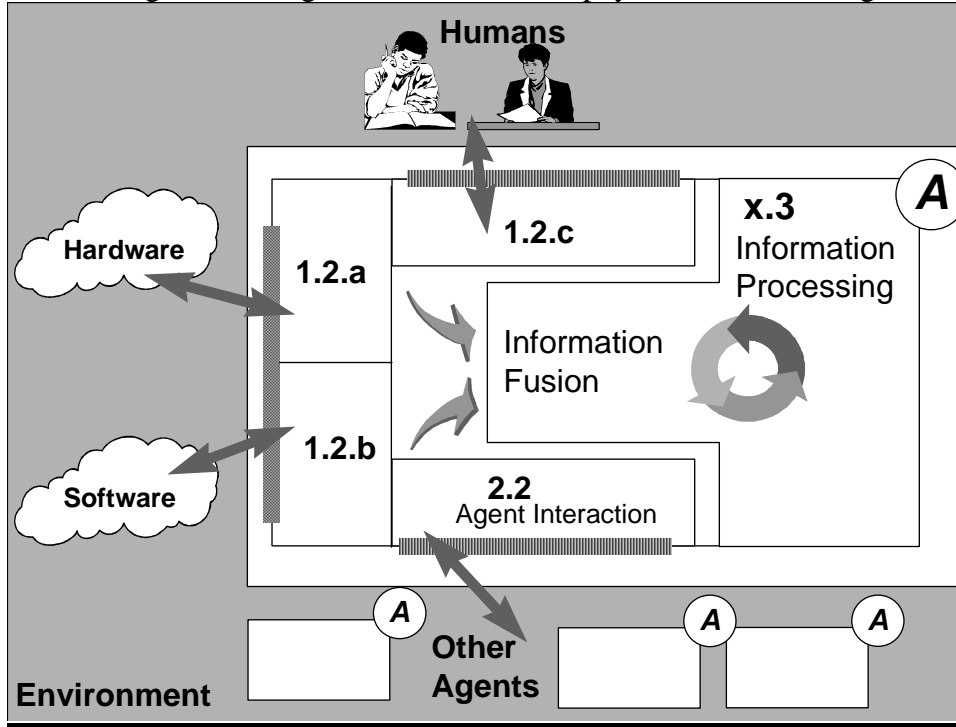 Humans
A
x.3
Information
Processing
1.2.c
Hardware
1.2.a
Information
Fusion
1.2.b
Software
2.2
Agent Interaction
A
A
A
Other
Agents
Environment